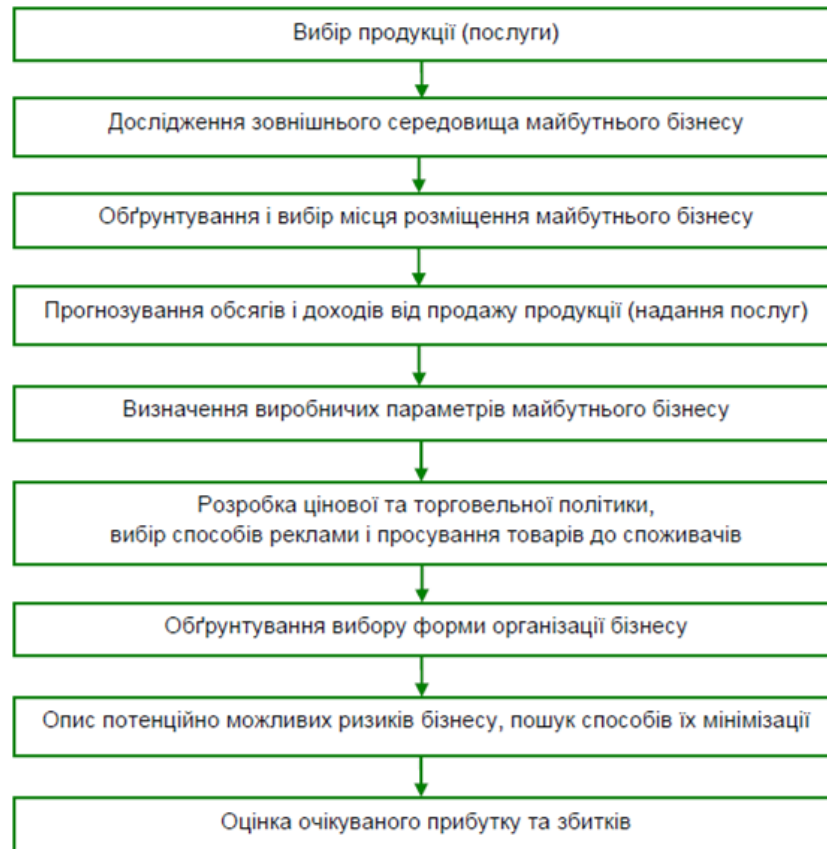 Вибір продукції (послуги)
Дослідження зовнішнього середовища майбутнього бізнесу
Обґрунтування і вибір місця розміщення майбутнього бізнесу
Прогнозування обсягів і доходів від продажу продукції (надання послуг)
Визначення виробничих параметрів майбутнього бізнесу
Розробка цінової та торговельної політики,
вибір способів реклами і просування товарів до споживачів
Обґрунтування вибору форми організації бізнесу
Опис потенційно можливих ризиків бізнесу, пошук способів їх мінімізації
Оцінка очікуваного прибутку та збитків